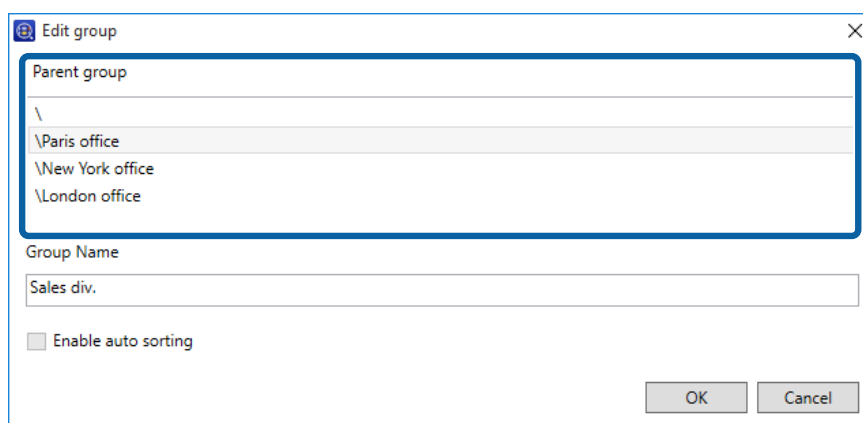 Edit group
Parent group
\
\Paris office
\New York office
\London office
Group Name
Sales div.
Enable auto sorting
OK Cancel